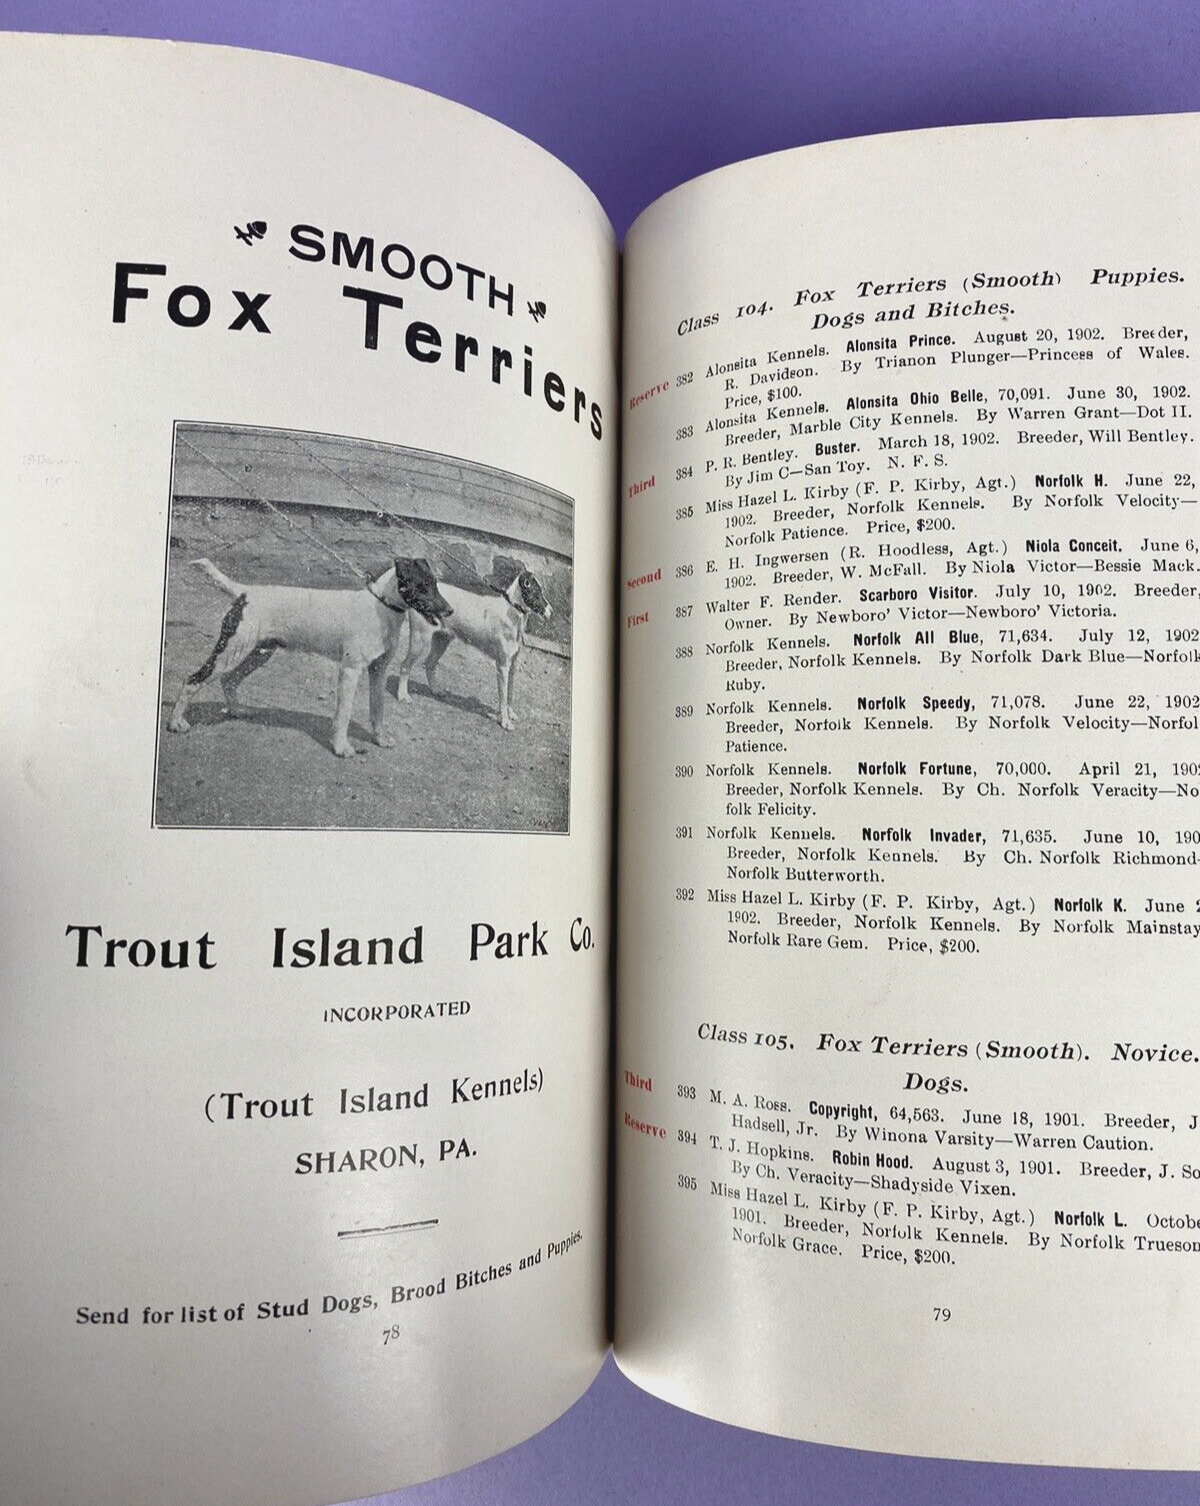 SMOOTH
Fox Terriers
Trout Island Park Co.
INCORPORATED
(Trout Island Kennels)
SHARON, PA.
Send for list of Stud Dogs, Brood Bitches and Puppies.
78
Class 104. Fox Terriers (Smooth) Puppies.
Dogs and Bitches.
Reserve 382 Alonsita Kennels. Alonsita Prince. August 20, 1902. Breeder,
R. Davidson. By Trianon Plunger—Princess of Wales.
Price, $100.
383 Alonsita Kennels. Alonsita Ohio Belle, 70,091. June 30, 1902.
Breeder, Marble City Kennels. By Warren Grant—Dot II.
Third 384 P. R. Bentley. Buster. March 18, 1902. Breeder, Will Bentley.
By Jim C—San Toy. N. F. S.
385 Miss Hazel L. Kirby (F. P. Kirby, Agt.) Norfolk H. June 22,
1902. Breeder, Norfolk Kennels. By Norfolk Velocity—
Norfolk Patience. Price, $200.
Second 386 E. H. Ingwersen (R. Hoodless, Agt.) Niola Conceit. June 6,
1902. Breeder, W. McFall. By Niola Victor—Bessie Mack.
First 387 Walter F. Render. Scarboro Visitor. July 10, 1902. Breeder,
Owner. By Newboro' Victor—Newboro' Victoria.
388 Norfolk Kennels. Norfolk All Blue, 71,634. July 12, 1902
Breeder, Norfolk Kennels. By Norfolk Dark Blue—Norfolk
Ruby.
389 Norfolk Kennels. Norfolk Speedy, 71,078. June 22, 1902
Breeder, Norfolk Kennels. By Norfolk Velocity—Norfol
Patience.
390 Norfolk Kennels. Norfolk Fortune, 70,000. April 21, 190
Breeder, Norfolk Kennels. By Ch. Norfolk Veracity—No
folk Felicity.
391 Norfolk Kennels. Norfolk Invader, 71,635. June 10, 190
Breeder, Norfolk Kennels. By Ch. Norfolk Richmond-
Norfolk Butterworth.
392 Miss Hazel L. Kirby (F. P. Kirby, Agt.) Norfolk K. June
1902. Breeder, Norfolk Kennels. By Norfolk Mainstay
Norfolk Rare Gem. Price, $200.
Class 105. Fox Terriers (Smooth). Novice.
Dogs.
Third 393 M. A. Ross. Copyright, 64,563. June 18, 1901. Breeder, J
Hadsell, Jr. By Winona Varsity—Warren Caution.
Reserve 394 T. J. Hopkins. Robin Hood. August 3, 1901. Breeder, J. So
By Ch. Veracity—Shadyside Vixen.
395 Miss Hazel L. Kirby (F. P. Kirby, Agt.) Norfolk L. Octobe
1901. Breeder, Norfolk Kennels. By Norfolk Trueson
Norfolk Grace. Price, $200.
79